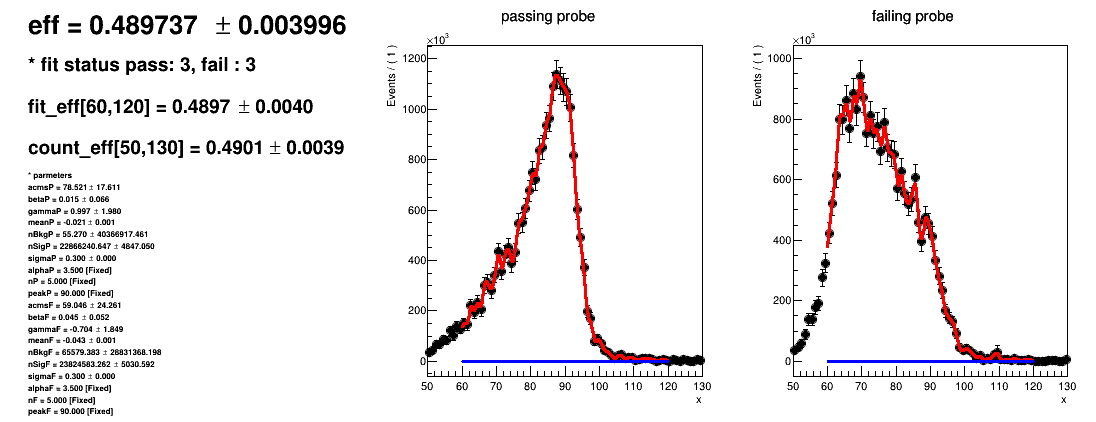 eff = 0.489737 ± 0.003996
* fit status pass: 3, fail : 3
fit_eff[60,120] = 0.4897 ± 0.0040
count_eff[50,130] = 0.4901 ± 0.0039
* parmeters
acmsP = 78.521 ± 17.611
betaP = 0.015 ± 0.066
gammaP = 0.997 ± 1.980
meanP = -0.021 ± 0.001
nBkgP = 55.270 ± 40366917.461
nSigP = 22866240.647 ± 4847.050
sigmaP = 0.300 ± 0.000
alphaP = 3.500 [Fixed]
nP = 5.000 [Fixed]
peakP = 90.000 [Fixed]
acmsF = 59.046 ± 24.261
betaF = 0.045 ± 0.052
gammaF = -0.704 ± 1.849
meanF = -0.043 ± 0.001
nBkgF = 65579.383 ± 28831368.198
nSigF = 23824583.262 ± 5030.592
sigmaF = 0.300 ± 0.000
alphaF = 3.500 [Fixed]
nF = 5.000 [Fixed]
peakF = 90.000 [Fixed]
passing probe
×10³
Events / ( 1 )
1200
1000
800
600
400
200
0
50 60 70 80 90 100 110 120 130
x
failing probe
×10³
Events / ( 1 )
1000
800
600
400
200
0
50 60 70 80 90 100 110 120 130
x